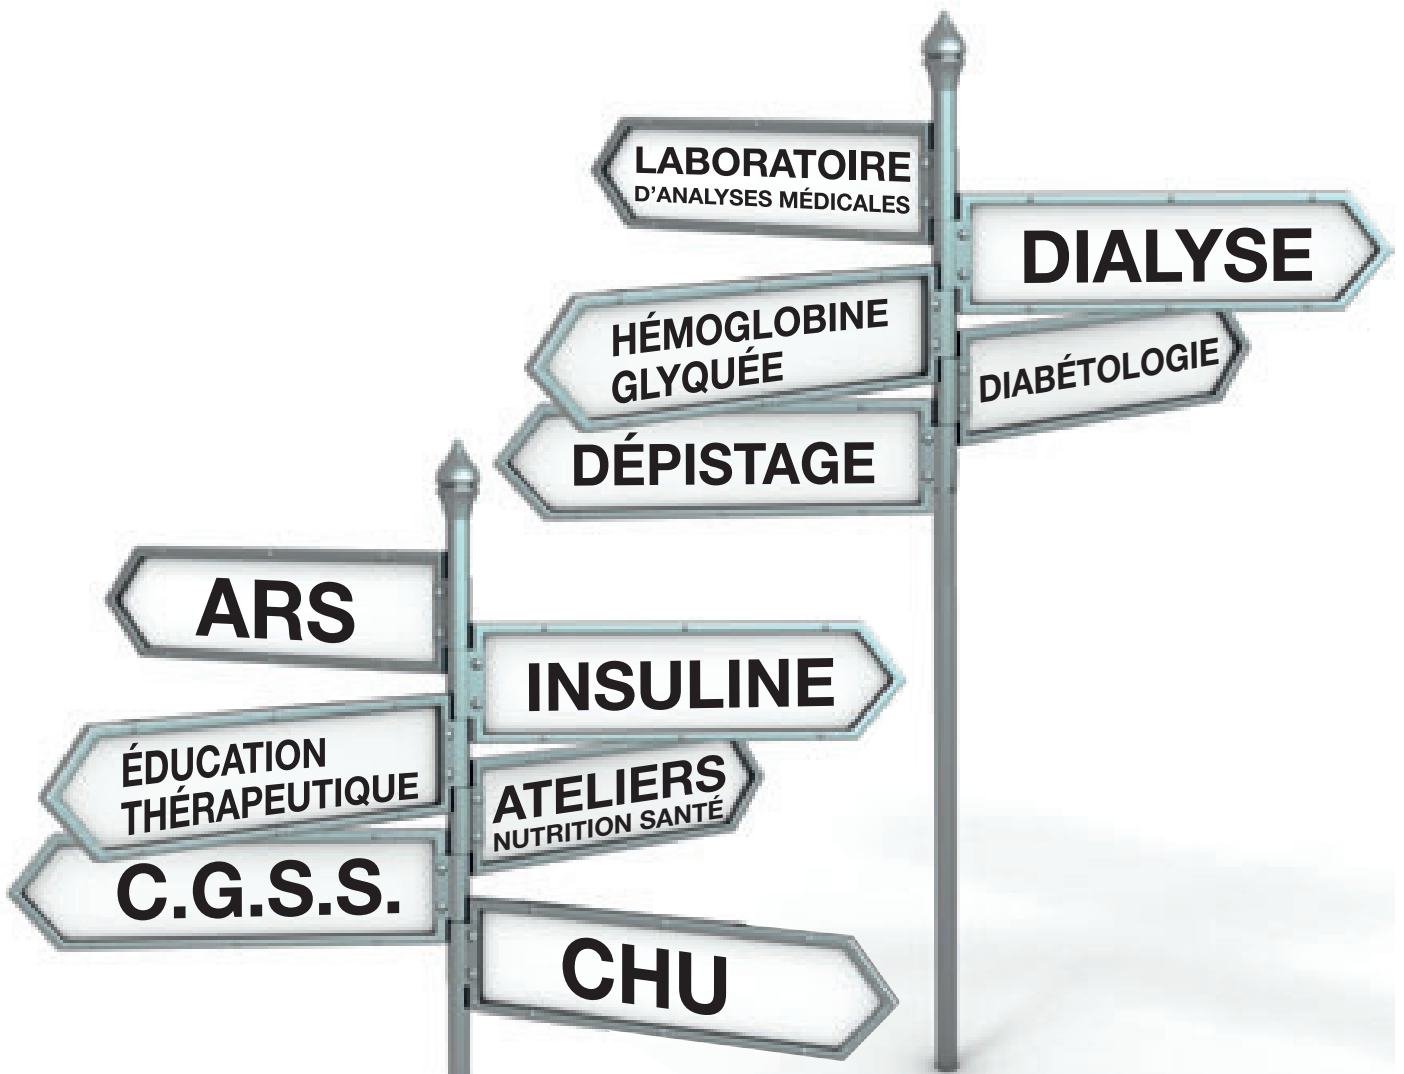 LABORATOIRE
D'ANALYSES MÉDICALES
DIALYSE
HÉMOGLOBINE
GLYQUÉE
DIABÉTOLOGIE
DÉPISTAGE
ARS
INSULINE
ÉDUCATION
THÉRAPEUTIQUE
ATELIERS
NUTRITION SANTÉ
C.G.S.S.
CHU